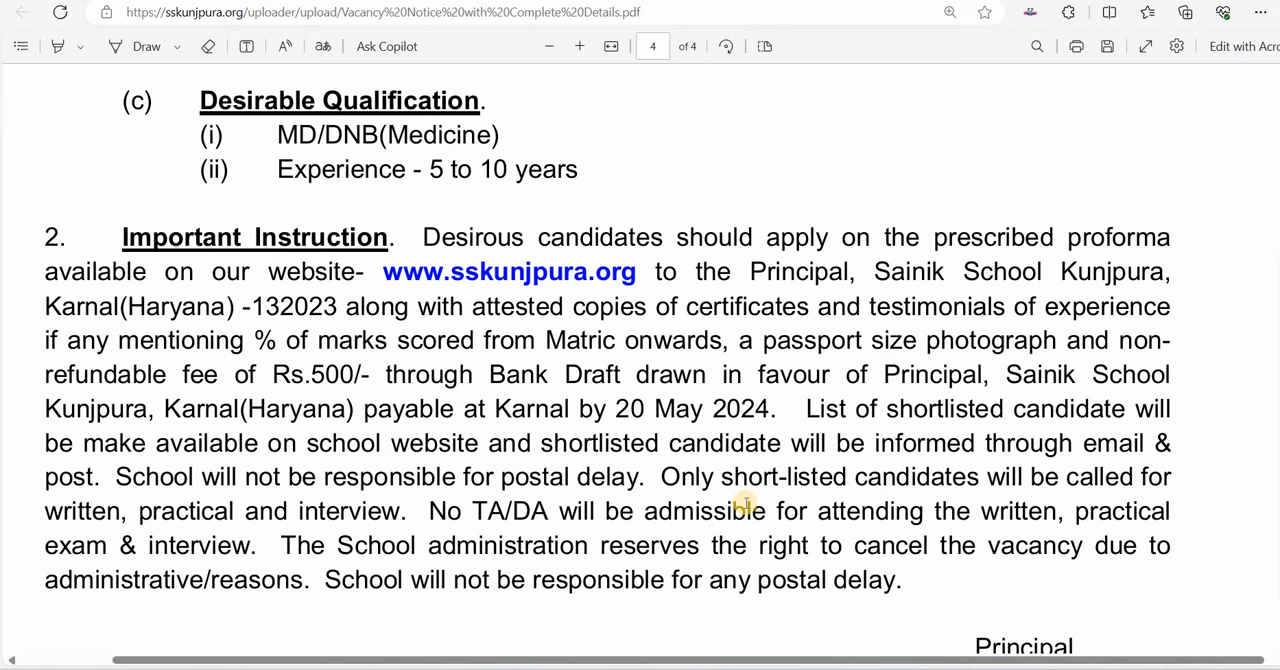 https://sskunjpura.org/uploader/upload/Vacancy%20Notice%20with%20Complete%20Details.pdf
Draw
Ask Copilot
4 of 4
Edit with Acro
(c) Desirable Qualification.
(i) MD/DNB(Medicine)
(ii) Experience - 5 to 10 years
2. Important Instruction. Desirous candidates should apply on the prescribed proforma
available on our website- www.sskunjpura.org to the Principal, Sainik School Kunjpura,
Karnal(Haryana) -132023 along with attested copies of certificates and testimonials of experience
if any mentioning % of marks scored from Matric onwards, a passport size photograph and non-
refundable fee of Rs.500/- through Bank Draft drawn in favour of Principal, Sainik School
Kunjpura, Karnal(Haryana) payable at Karnal by 20 May 2024. List of shortlisted candidate will
be make available on school website and shortlisted candidate will be informed through email &
post. School will not be responsible for postal delay. Only short-listed candidates will be called for
written, practical and interview. No TA/DA will be admissible for attending the written, practical
exam & interview. The School administration reserves the right to cancel the vacancy due to
administrative/reasons. School will not be responsible for any postal delay.
Principal